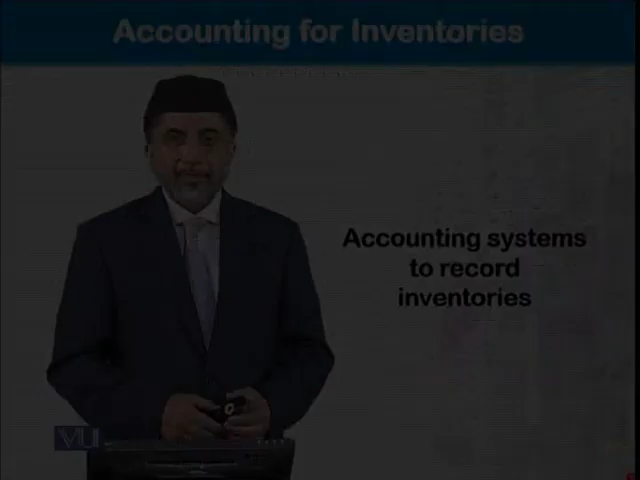 Accounting for Inventories
Accounting systems
to record
inventories
VU